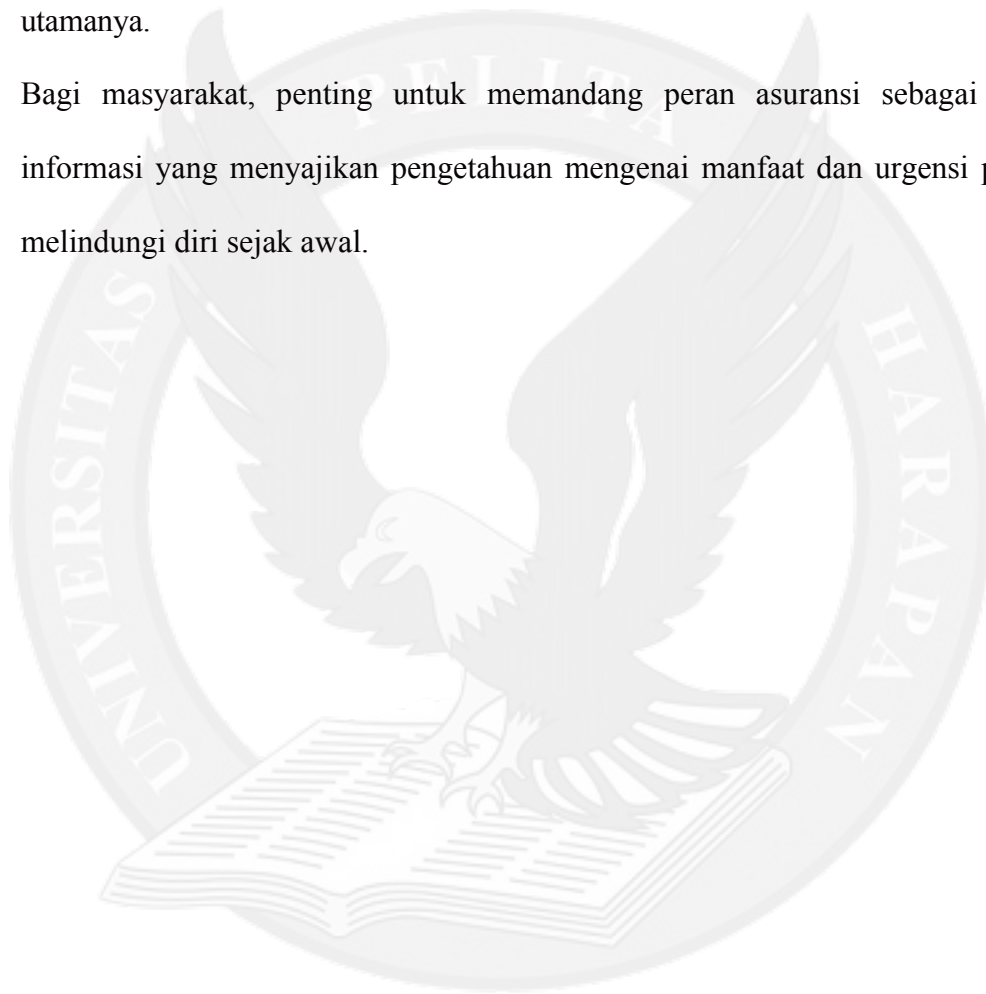 utamanya.
Bagi masyarakat, penting untuk memandang peran asuransi sebagai
informasi yang menyajikan pengetahuan mengenai manfaat dan urgensi
melindungi diri sejak awal.
UNIVERSITAS PELITA HARAPAN